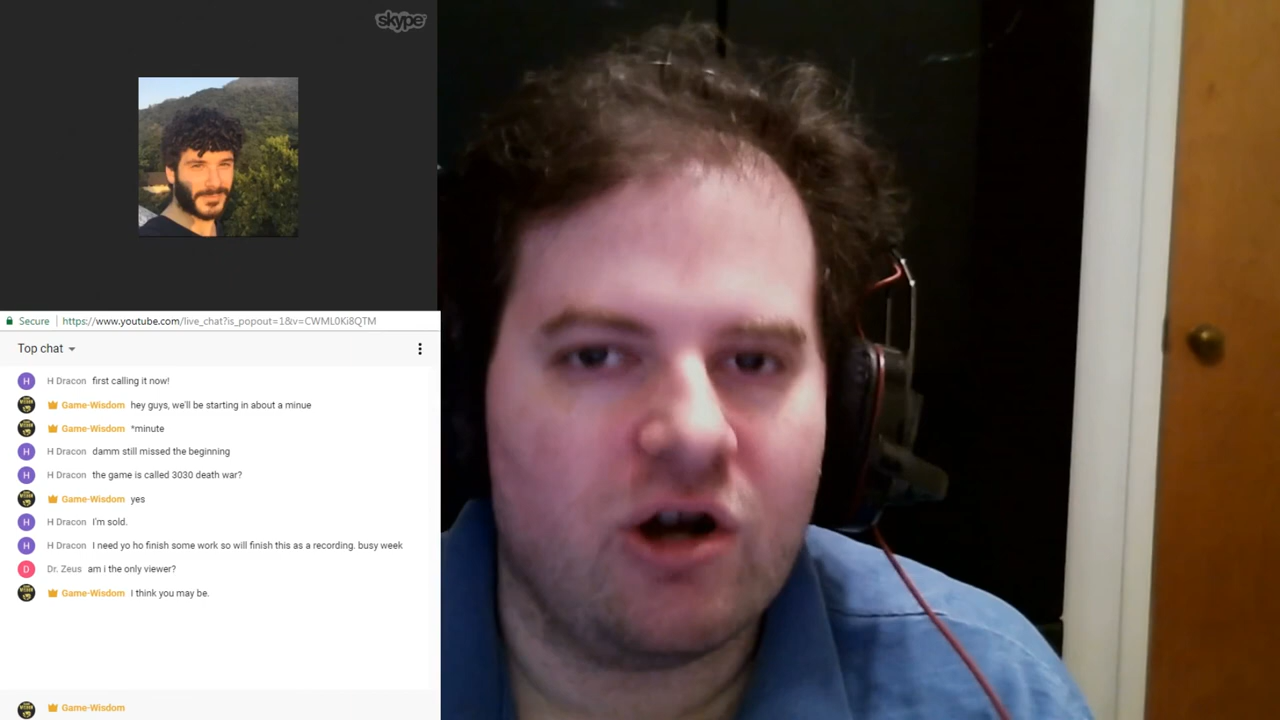 skype
Secure https://www.youtube.com/live_chat?is_popout=1&v=CWML0Ki8QTM
Top chat
H H Dracon first calling it now!
Game-Wisdom hey guys, we'll be starting in about a minue
Game-Wisdom *minute
H H Dracon damm still missed the beginning
H H Dracon the game is called 3030 death war?
Game-Wisdom yes
H H Dracon I'm sold.
H H Dracon I need yo ho finish some work so will finish this as a recording. busy week
D Dr. Zeus am i the only viewer?
Game-Wisdom I think you may be.
Game-Wisdom